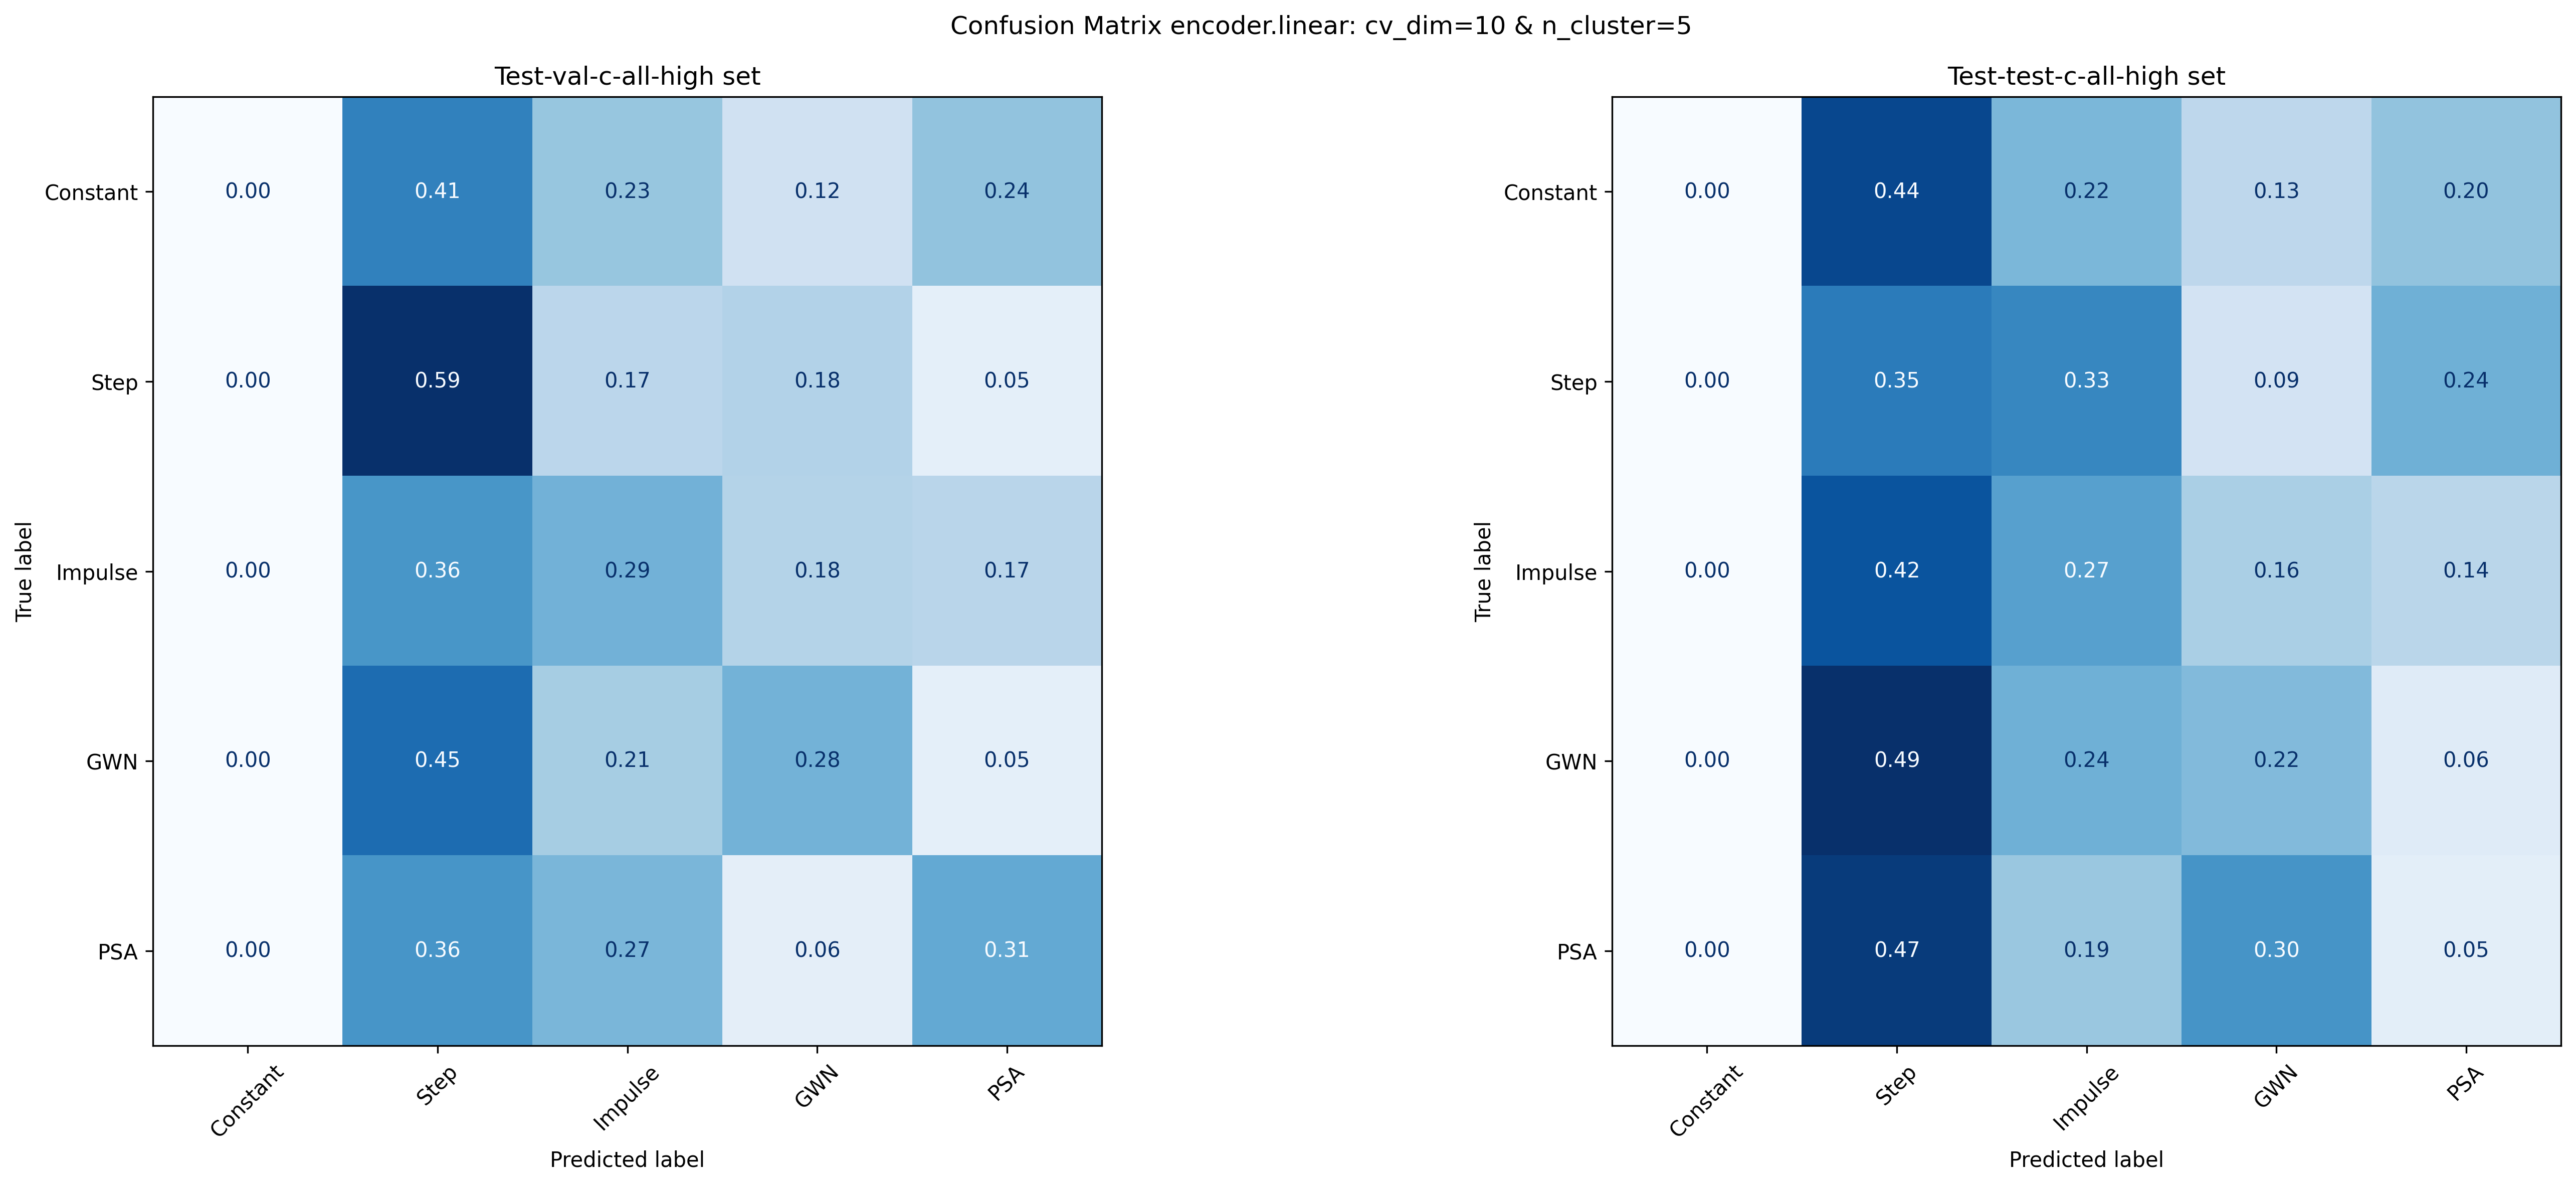 Confusion Matrix encoder.linear: cv_dim=10 & n_cluster=5
Test-val-c-all-high set
True label
Constant 0.00 0.41 0.23 0.12 0.24
Step 0.00 0.59 0.17 0.18 0.05
Impulse 0.00 0.36 0.29 0.18 0.17
GWN 0.00 0.45 0.21 0.28 0.05
PSA 0.00 0.36 0.27 0.06 0.31
Constant Step Impulse GWN PSA
Predicted label
Test-test-c-all-high set
True label
Constant 0.00 0.44 0.22 0.13 0.20
Step 0.00 0.35 0.33 0.09 0.24
Impulse 0.00 0.42 0.27 0.16 0.14
GWN 0.00 0.49 0.24 0.22 0.06
PSA 0.00 0.47 0.19 0.30 0.05
Constant Step Impulse GWN PSA
Predicted label